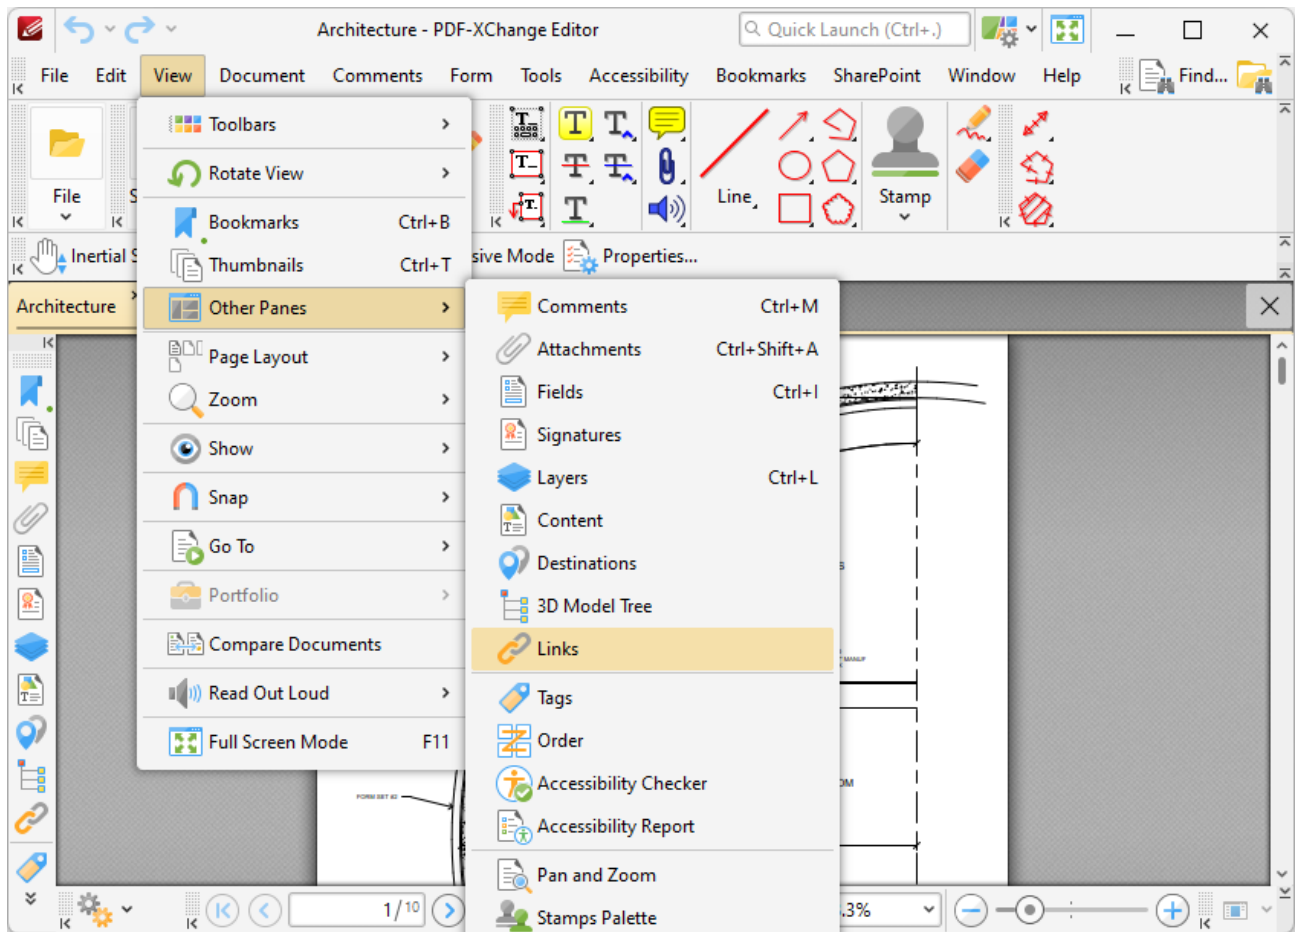 Architecture - PDF-XChange Editor
Quick Launch (Ctrl+.)
File Edit View Document Comments Form Tools Accessibility Bookmarks SharePoint Window Help
Find...
File
Line
Stamp
Inertial S
sive Mode
Properties...
Architecture
Toolbars
Rotate View
Bookmarks Ctrl+B
Thumbnails Ctrl+T
Other Panes
Page Layout
Zoom
Show
Snap
Go To
Portfolio
Compare Documents
Read Out Loud
Full Screen Mode F11
Comments Ctrl+M
Attachments Ctrl+Shift+A
Fields Ctrl+I
Signatures
Layers Ctrl+L
Content
Destinations
3D Model Tree
Links
Tags
Order
Accessibility Checker
Accessibility Report
Pan and Zoom
Stamps Palette
FORM SET #2
1/10
.3%